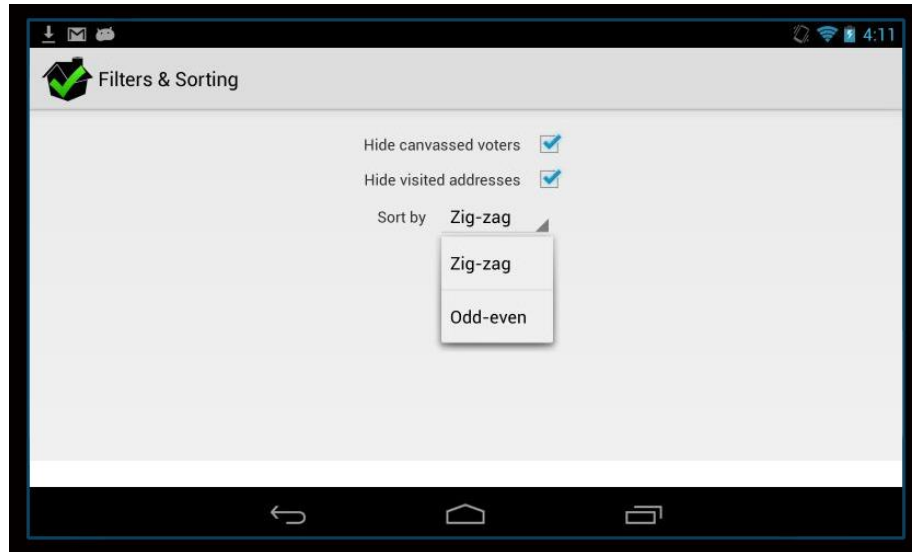 4:11
Filters & Sorting
Hide canvassed voters
Hide visited addresses
Sort by Zig-zag
Zig-zag
Odd-even